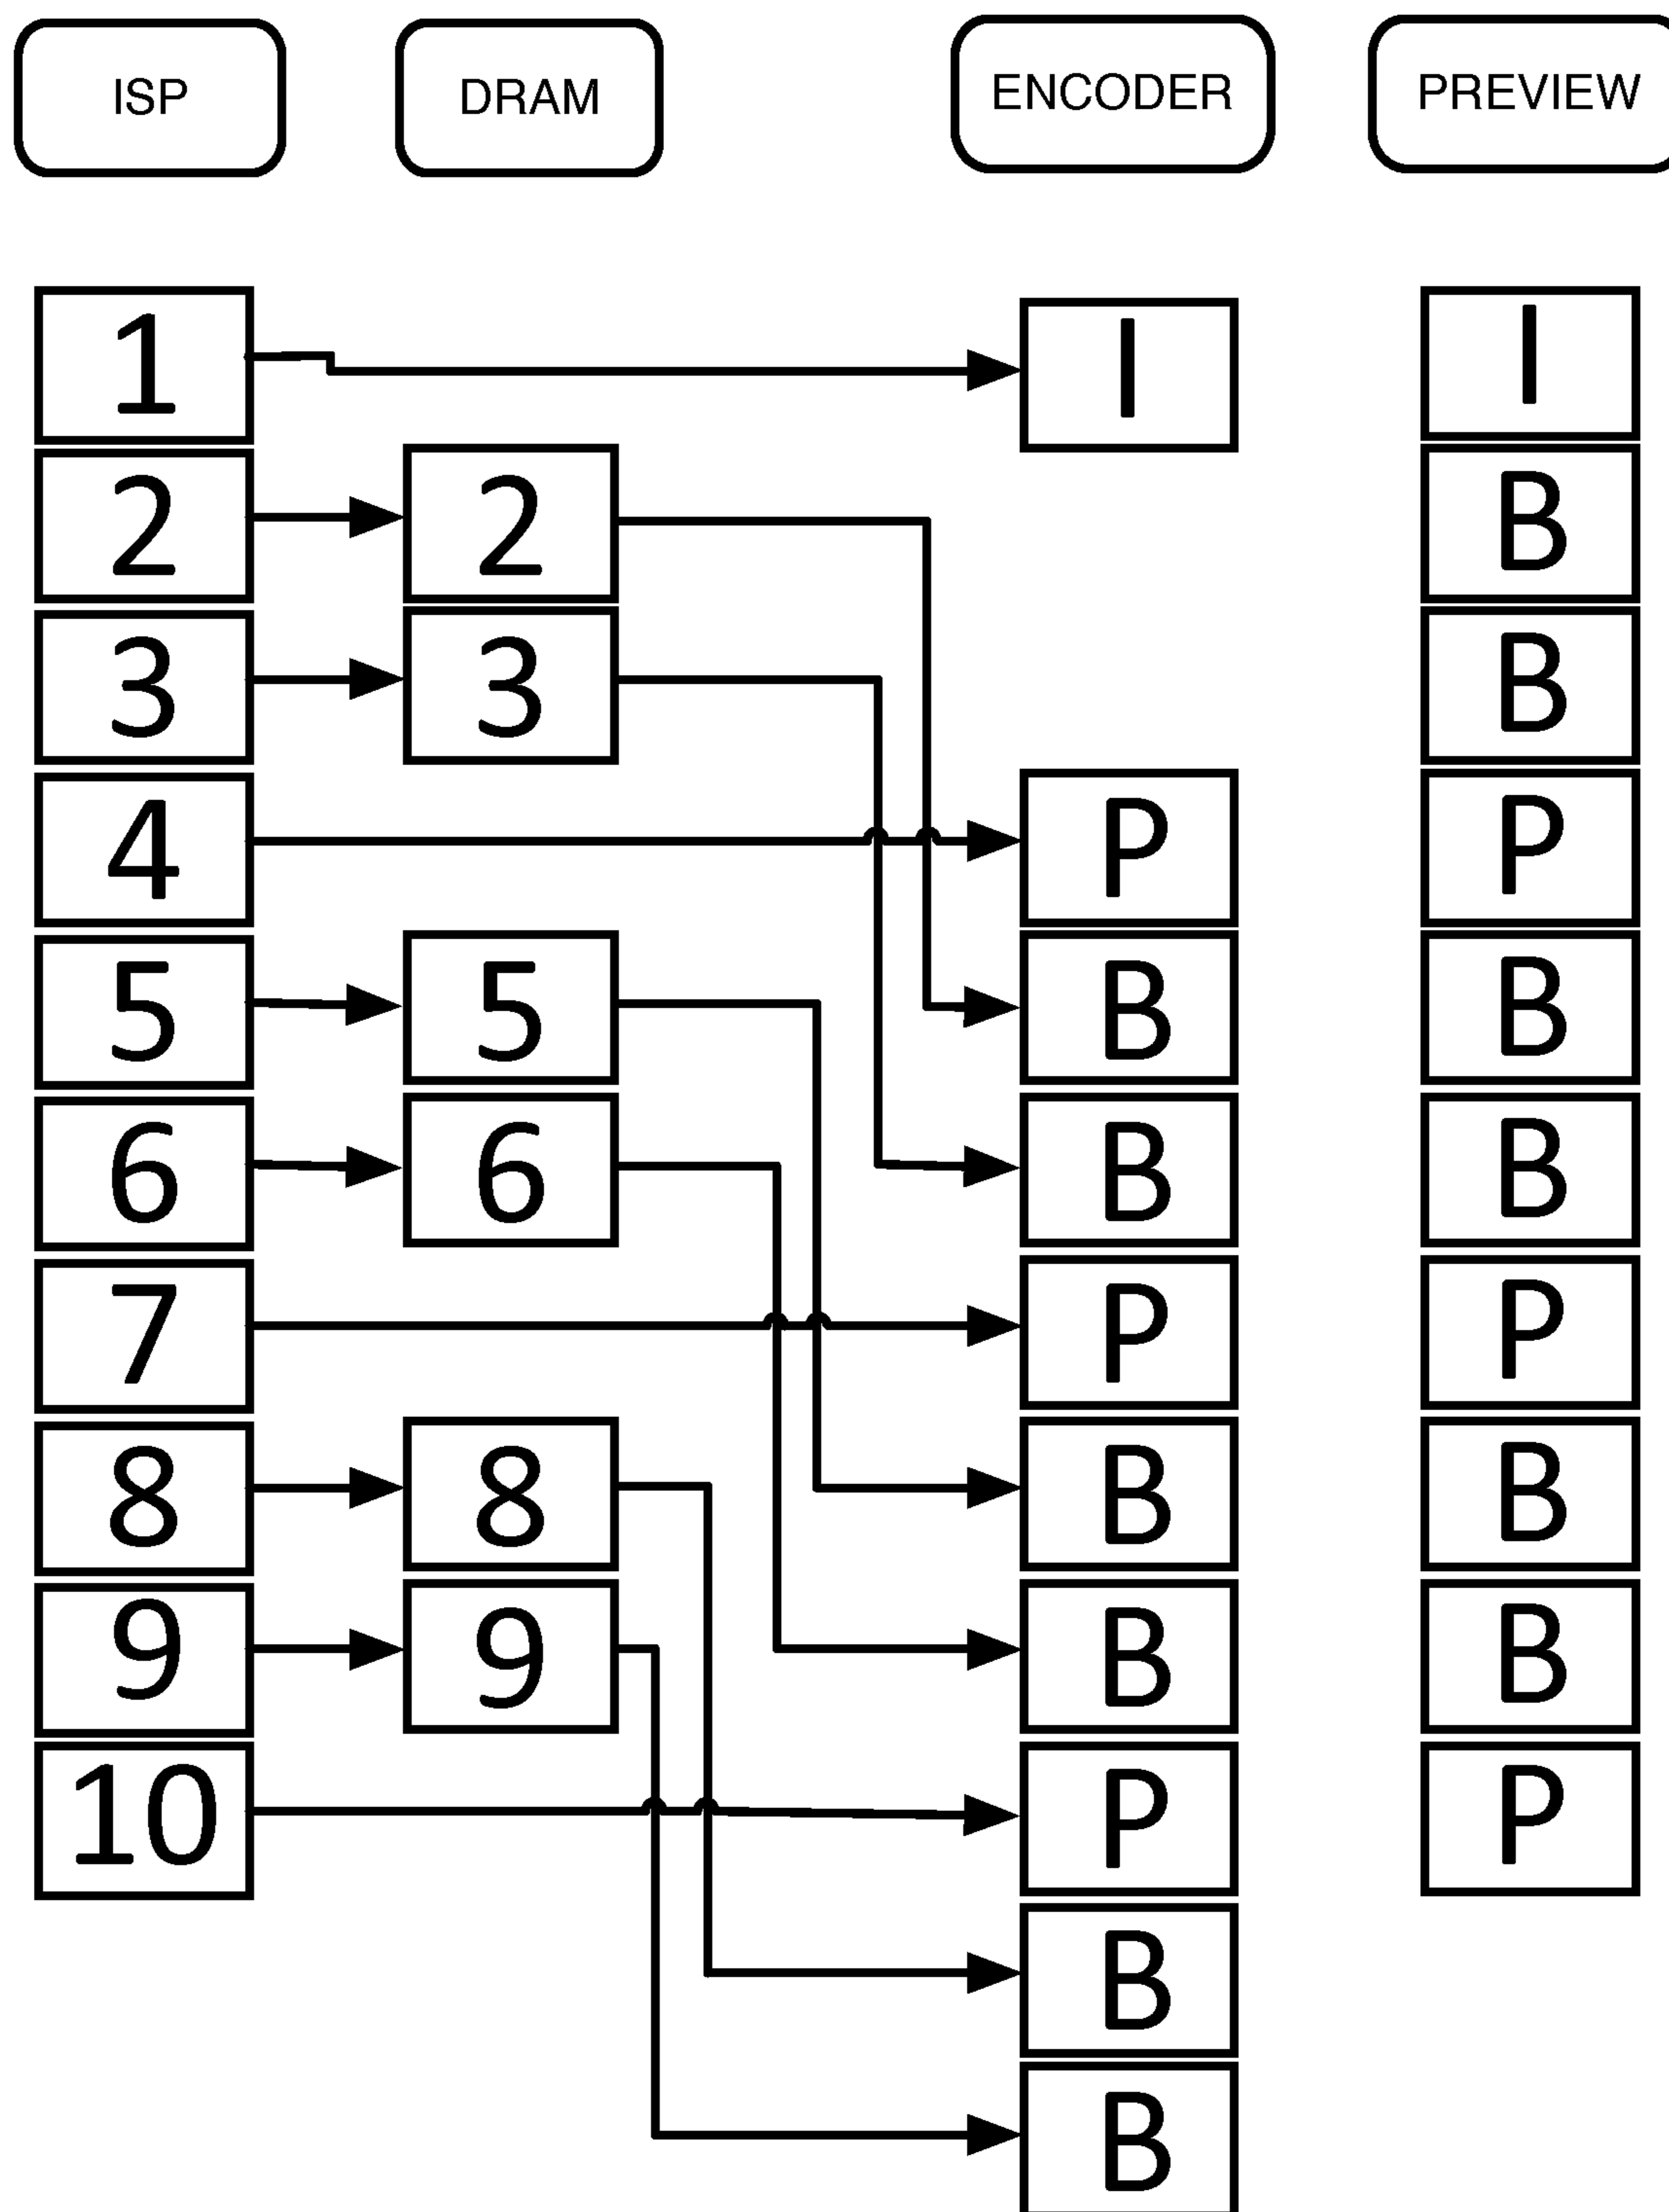 ISP DRAM ENCODER PREVIEW
1 I I
2 2 B
3 3 B
4 P P
5 5 B B
6 6 B B
7 P P
8 8 B B
9 9 B B
10 P P
B
B